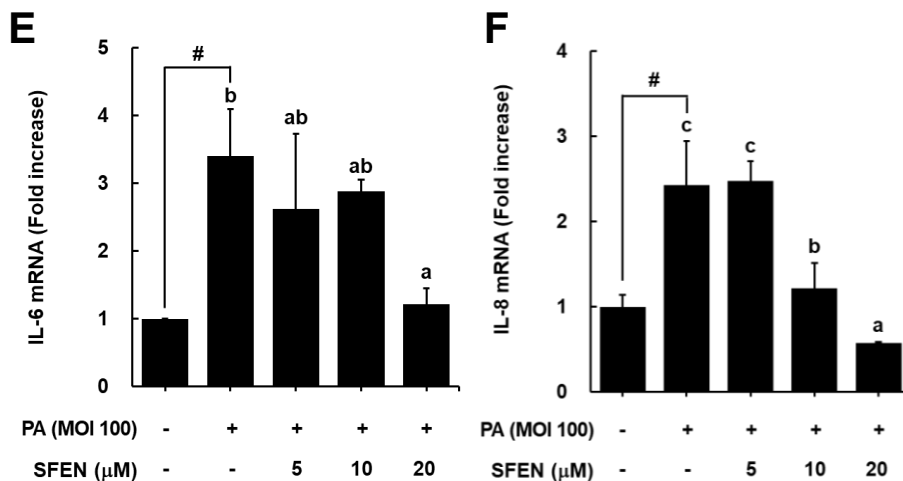 E
IL-6 mRNA (Fold increase)
5
4
3
2
1
0
#
b
ab
ab
a
PA (MOI 100) - + + + +
SFEN (μM) - - 5 10 20
F
IL-8 mRNA (Fold increase)
4
3
2
1
0
#
c
c
b
a
PA (MOI 100) - + + + +
SFEN (μM) - - 5 10 20